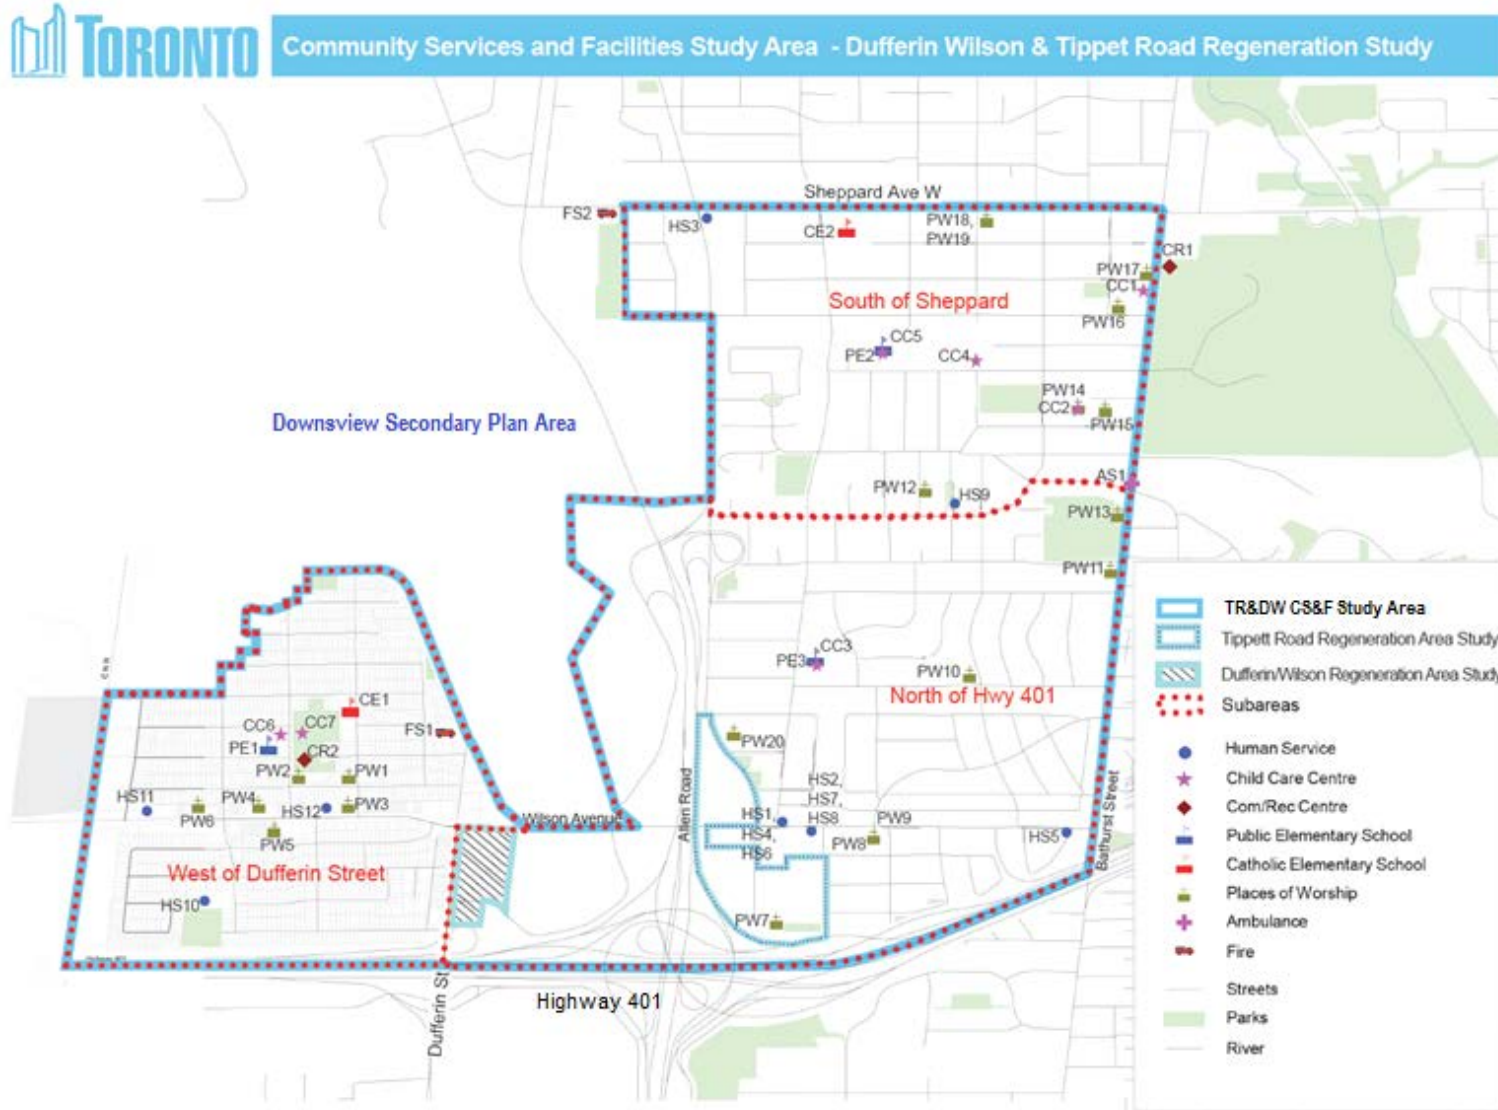 TORONTO
Community Services and Facilities Study Area - Dufferin Wilson & Tippet Road Regeneration Study
Sheppard Ave W
FS2
HS3
CE2
PW18,
PW19
CR1
PW17
CC1
PW16
South of Sheppard
CC5
PE2
CC4
PW14
CC2
PW15
Downsview Secondary Plan Area
AS1
PW12
HS9
PW13
PW11
CC3
PE3
PW10
North of Hwy 401
CE1
CC6
CC7
FS1
PE1
CR2
PW20
PW2
PW1
HS2,
HS7,
HS8
HS11
PW4
HS12
PW3
PW6
PW5
Wilson Avenue
Allen Road
HS1,
HS4,
HS6
PW9
PW8
HS5
Bathurst Street
West of Dufferin Street
HS10
PW7
Highway 401
Dufferin St
TR&DW CS&F Study Area
Tippett Road Regeneration Area Study
Dufferin/Wilson Regeneration Area Study
Subareas
Human Service
Child Care Centre
Com/Rec Centre
Public Elementary School
Catholic Elementary School
Places of Worship
Ambulance
Fire
Streets
Parks
River